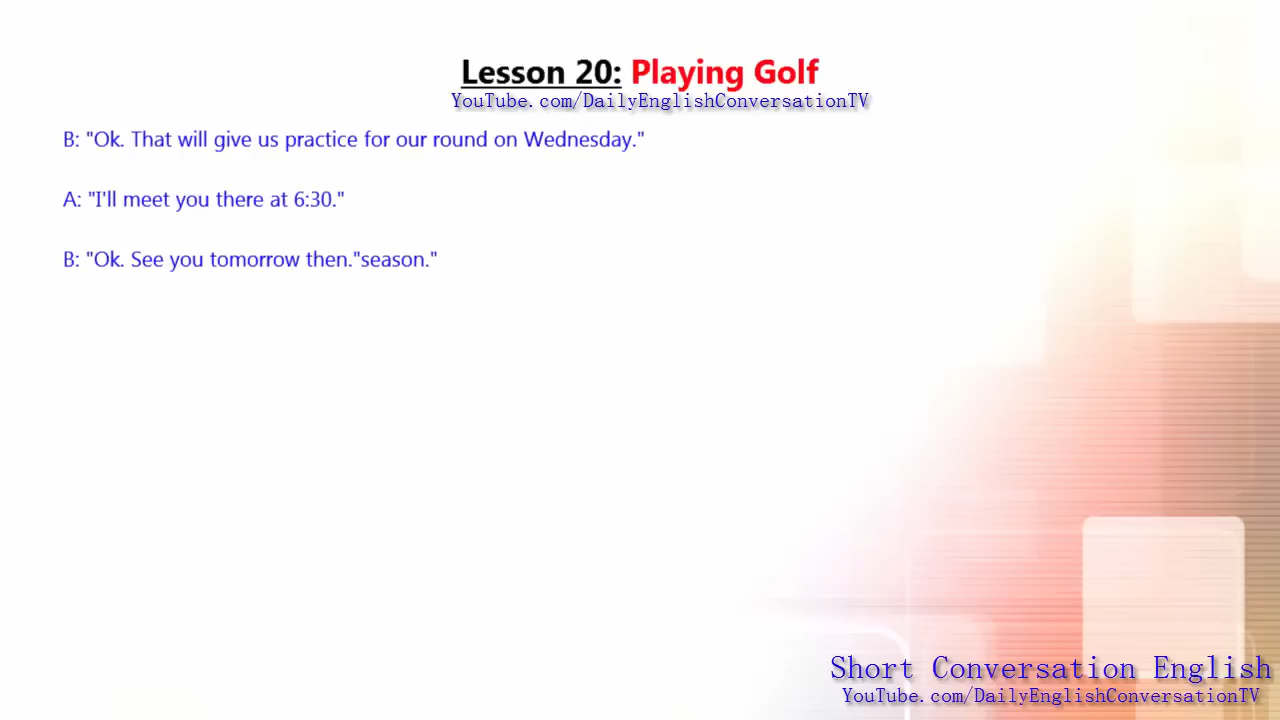 Lesson 20: Playing Golf
YouTube.com/DailyEnglishConversationTV
B: "Ok. That will give us practice for our round on Wednesday."
A: "I'll meet you there at 6:30."
B: "Ok. See you tomorrow then."season."
Short Conversation English
YouTube.com/DailyEnglishConversationTV